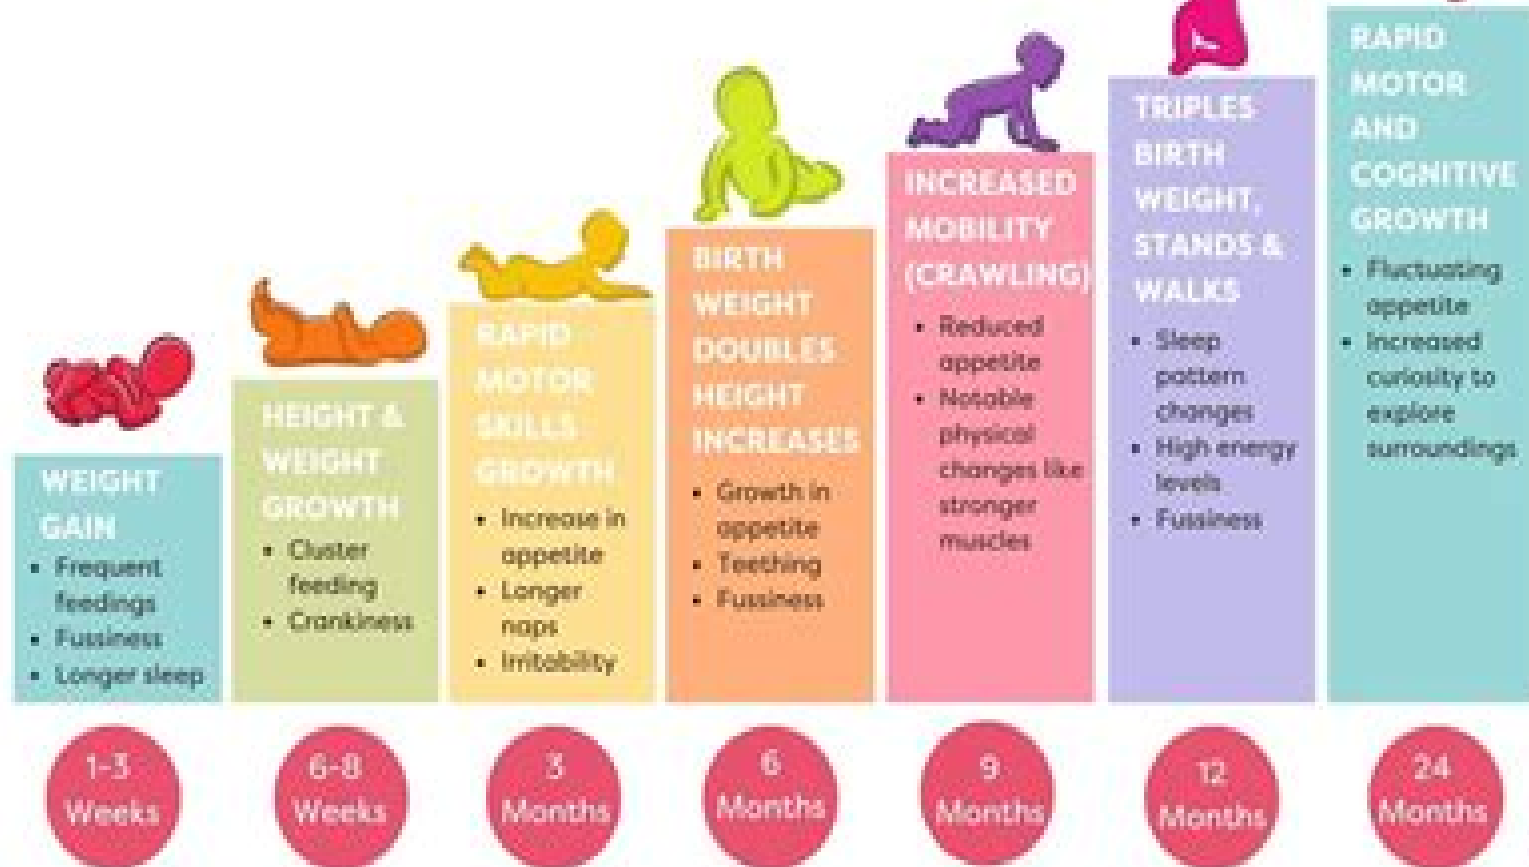 WEIGHT
GAIN
• Frequent
feedings
• Fussiness
• Longer sleep
1-3
Weeks
HEIGHT &
WEIGHT
GROWTH
• Cluster
feeding
• Crankiness
6-8
Weeks
RAPID
MOTOR
SKILLS
GROWTH
• Increase in
appetite
• Longer
naps
• Irritability
3
Months
BIRTH
WEIGHT
DOUBLES
HEIGHT
INCREASES
• Growth in
appetite
• Teething
• Fussiness
6
Months
INCREASED
MOBILITY
(CRAWLING)
• Reduced
appetite
• Notable
physical
changes like
stronger
muscles
9
Months
TRIPLES
BIRTH
WEIGHT,
STANDS &
WALKS
• Sleep
pattern
changes
• High energy
levels
• Fussiness
12
Months
RAPID
MOTOR
AND
COGNITIVE
GROWTH
• Fluctuating
appetite
• Increased
curiosity to
explore
surroundings
24
Months